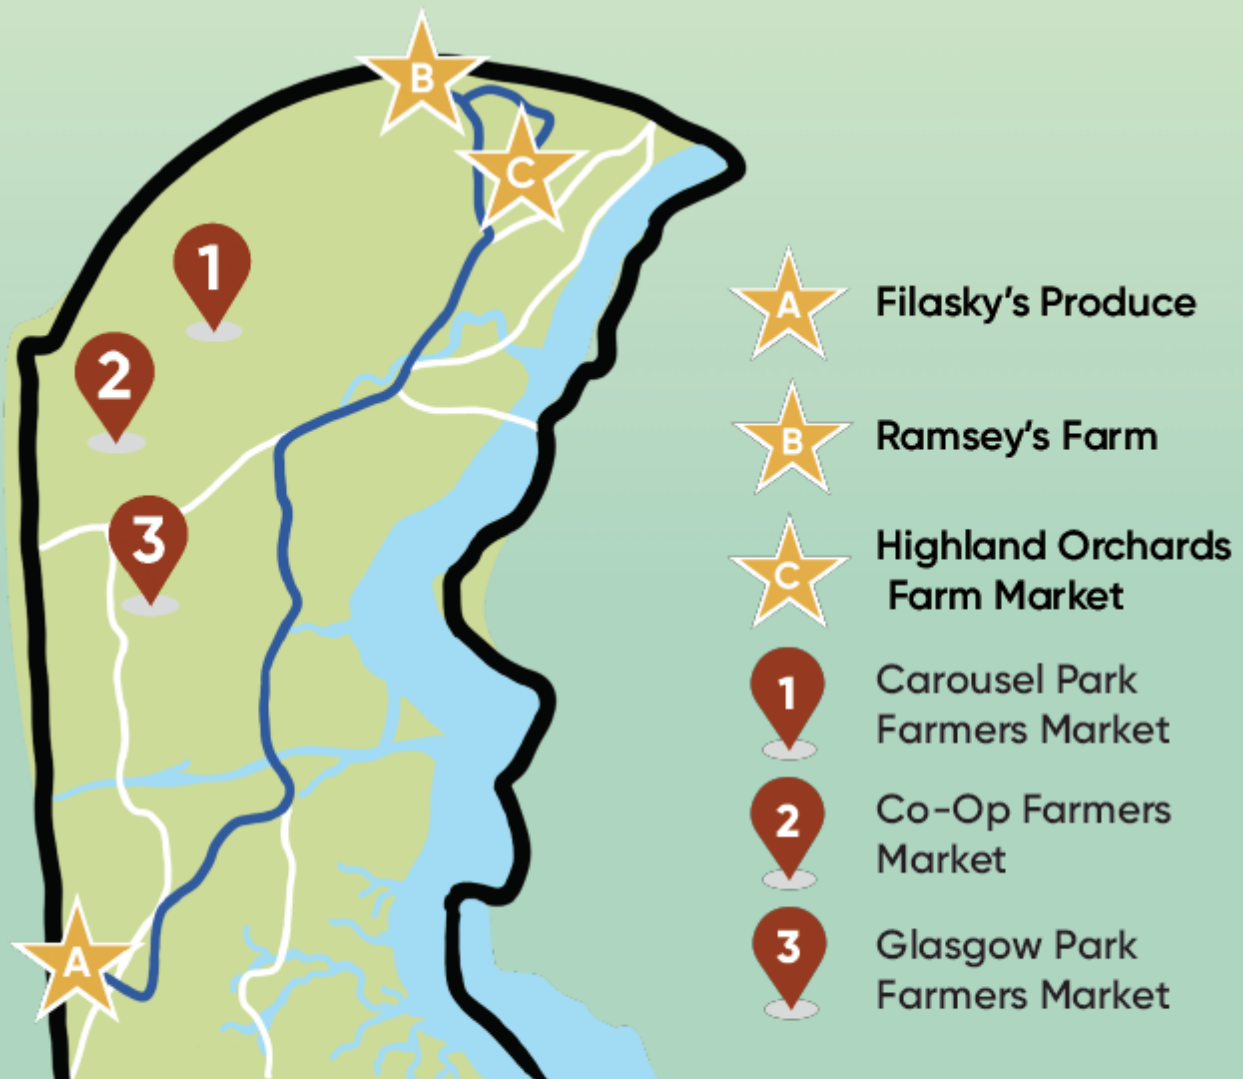 B
C
1
2
3
A
A
Filasky's Produce
B
Ramsey's Farm
C
Highland Orchards
Farm Market
1
Carousel Park
Farmers Market
2
Co-Op Farmers
Market
3
Glasgow Park
Farmers Market